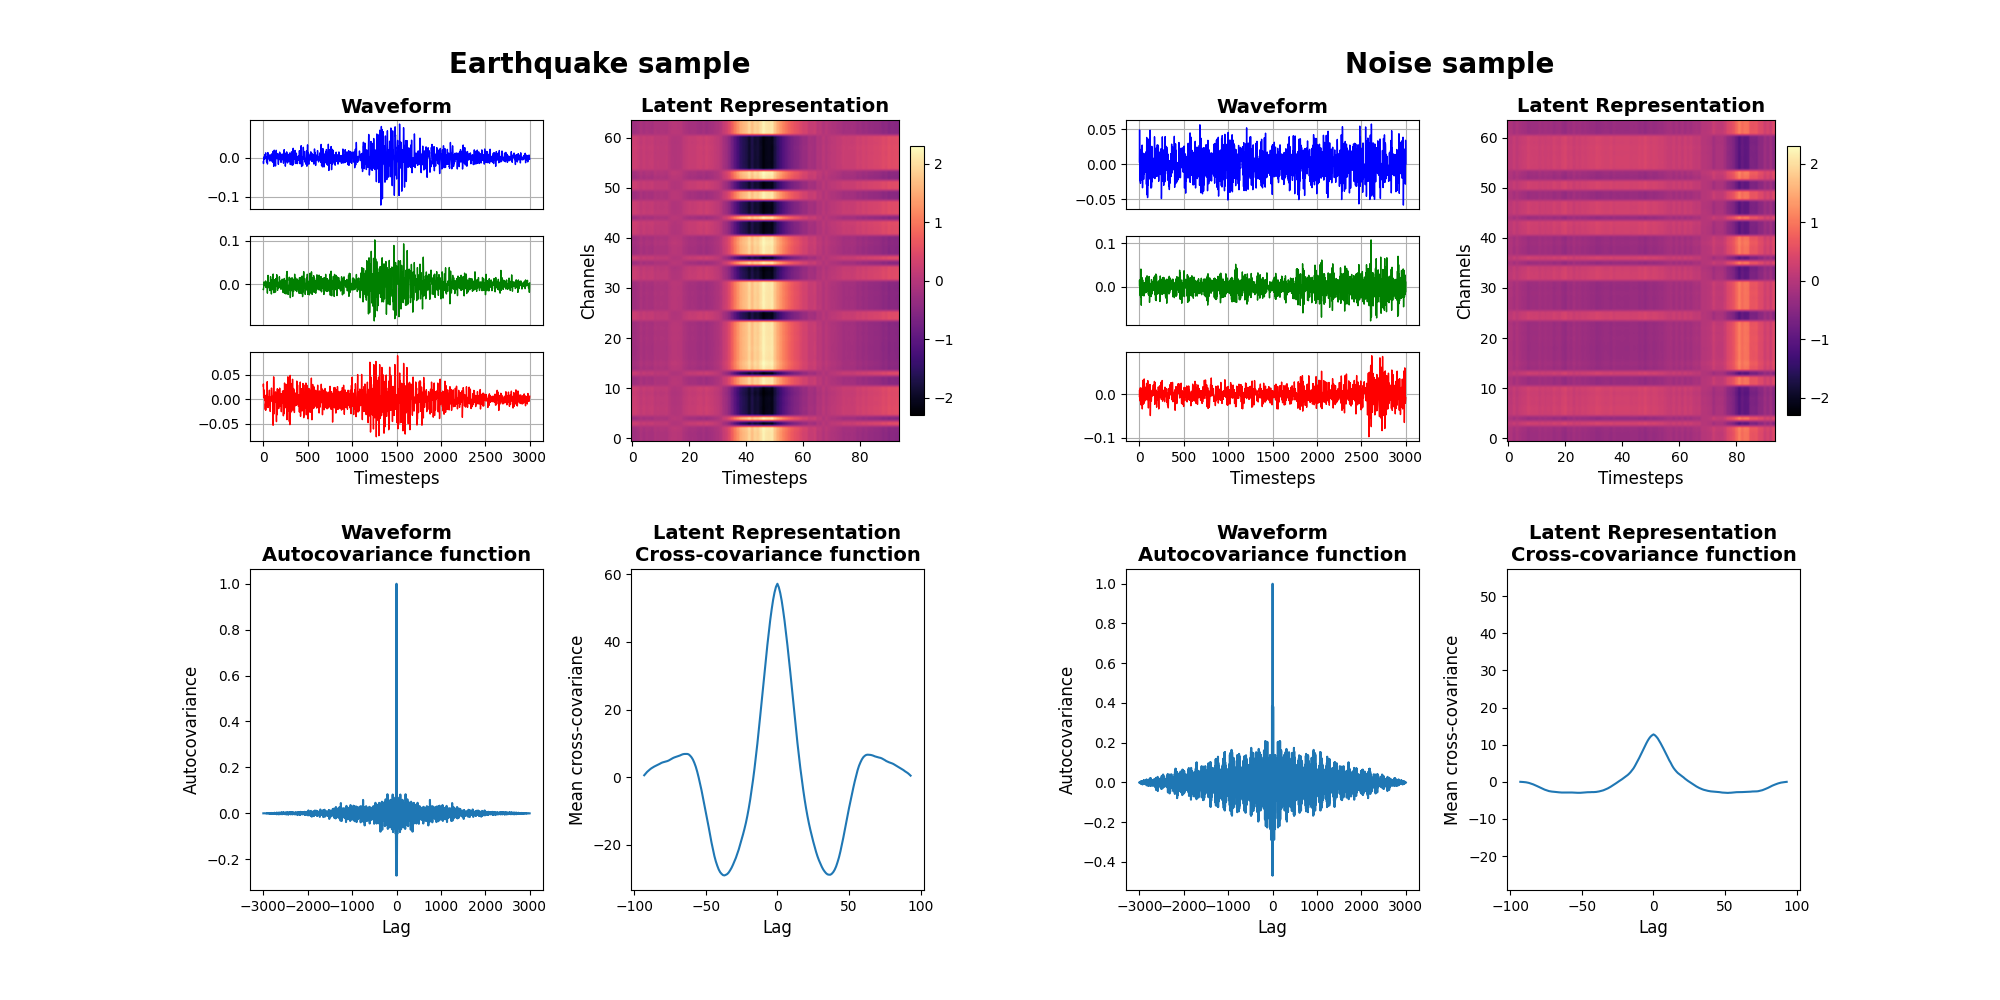 Earthquake sample
Noise sample
Waveform
Latent Representation
Waveform
Latent Representation
0.0
−0.1
0.1
0.0
0.05
0.00
−0.05
0 500 1000 1500 2000 2500 3000
Timesteps
60
50
40
30
20
10
0
Channels
0 20 40 60 80
Timesteps
2
1
0
−1
−2
0.05
0.00
−0.05
0.1
0.0
0.0
−0.1
0 500 1000 1500 2000 2500 3000
Timesteps
60
50
40
30
20
10
0
Channels
0 20 40 60 80
Timesteps
2
1
0
−1
−2
Waveform
Autocovariance function
1.0
0.8
0.6
0.4
0.2
0.0
−0.2
Autocovariance
−3000 −2000 −1000 0 1000 2000 3000
Lag
Latent Representation
Cross-covariance function
60
40
20
0
−20
Mean cross-covariance
−100 −50 0 50 100
Lag
Waveform
Autocovariance function
1.0
0.8
0.6
0.4
0.2
0.0
−0.2
−0.4
Autocovariance
−3000 −2000 −1000 0 1000 2000 3000
Lag
Latent Representation
Cross-covariance function
50
40
30
20
10
0
−10
−20
Mean cross-covariance
−100 −50 0 50 100
Lag